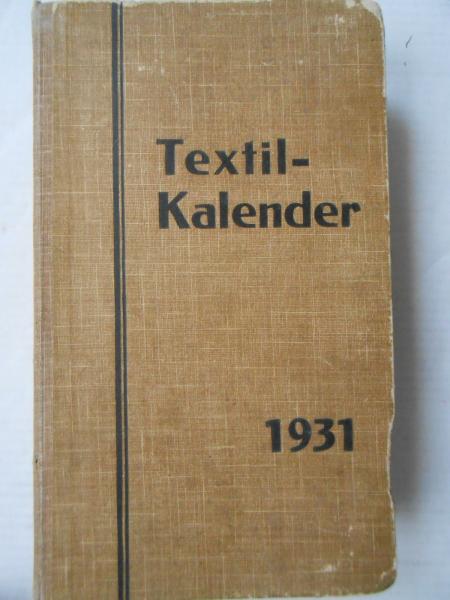 Textil-
Kalender
1931